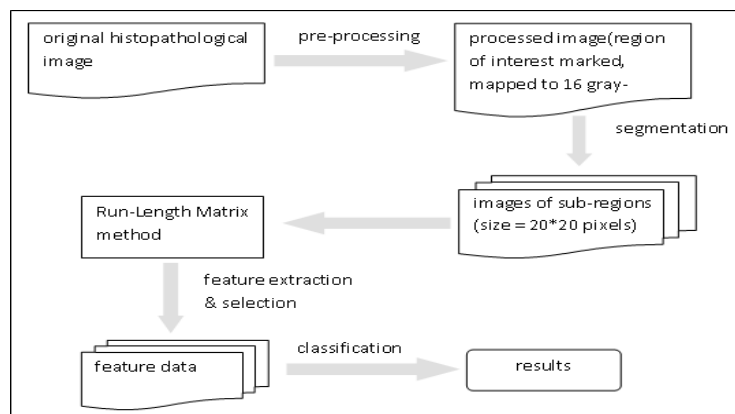 original histopathological
image
pre-processing
processed image(region
of interest marked,
mapped to 16 gray-
segmentation
images of sub-regions
(size = 20*20 pixels)
Run-Length Matrix
method
feature extraction
& selection
feature data
classification
results